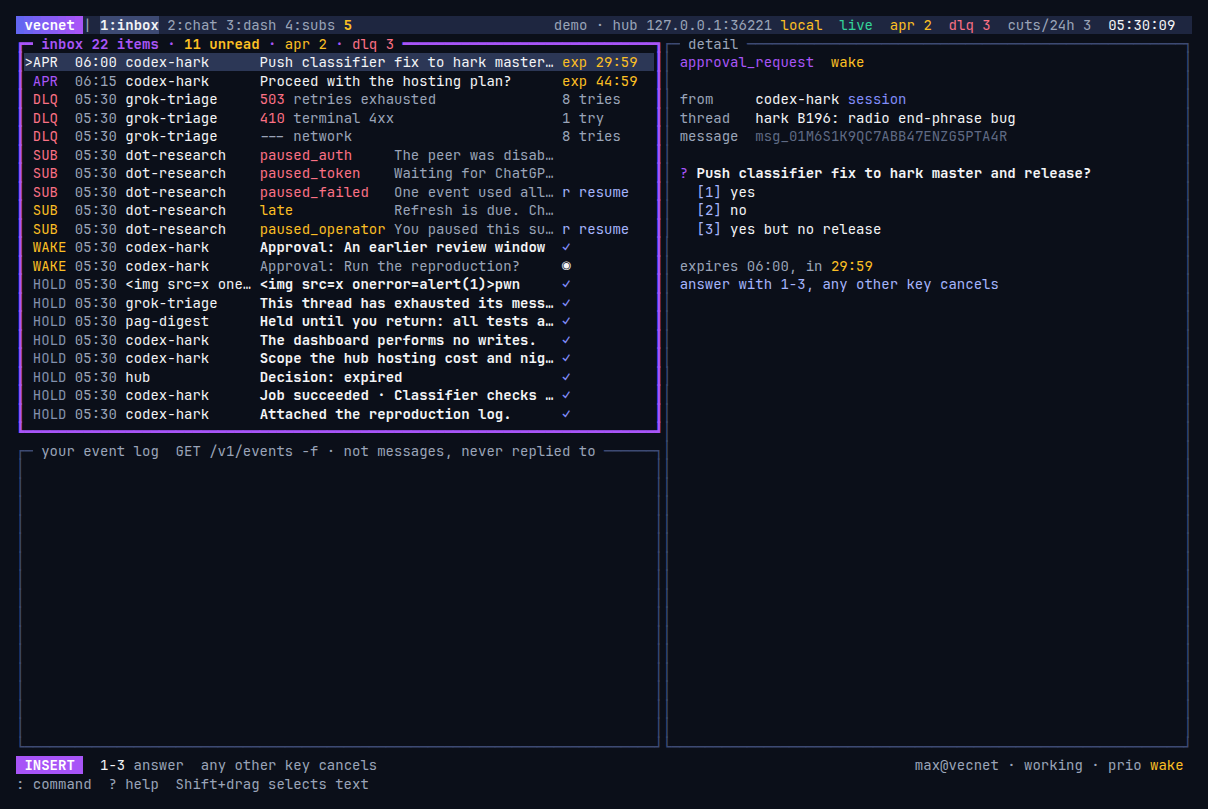 vecnet | 1:inbox 2:chat 3:dash 4:subs 5 demo · hub 127.0.0.1:36221 local live apr 2 dlq 3 cuts/24h 3 05:30:09
inbox 22 items · 11 unread · apr 2 · dlq 3
>APR 06:00 codex-hark Push classifier fix to hark master… exp 29:59
APR 06:15 codex-hark Proceed with the hosting plan? exp 44:59
DLQ 05:30 grok-triage 503 retries exhausted 8 tries
DLQ 05:30 grok-triage 410 terminal 4xx 1 try
DLQ 05:30 grok-triage --- network 8 tries
SUB 05:30 dot-research paused_auth The peer was disab…
SUB 05:30 dot-research paused_token Waiting for ChatGP…
SUB 05:30 dot-research paused_failed One event used all… r resume
SUB 05:30 dot-research late Refresh is due. Ch…
SUB 05:30 dot-research paused_operator You paused this su… r resume
WAKE 05:30 codex-hark Approval: An earlier review window ✓
WAKE 05:30 codex-hark Approval: Run the reproduction? ◉
HOLD 05:30 <img src=x one… <img src=x onerror=alert(1)>pwn ✓
HOLD 05:30 grok-triage This thread has exhausted its mess… ✓
HOLD 05:30 pag-digest Held until you return: all tests a… ✓
HOLD 05:30 codex-hark The dashboard performs no writes. ✓
HOLD 05:30 codex-hark Scope the hub hosting cost and nig… ✓
HOLD 05:30 hub Decision: expired ✓
HOLD 05:30 codex-hark Job succeeded · Classifier checks … ✓
HOLD 05:30 codex-hark Attached the reproduction log. ✓
your event log GET /v1/events -f · not messages, never replied to
detail
approval_request wake
from codex-hark session
thread hark B196: radio end-phrase bug
message msg_01M6S1K9QC7ABB47ENZG5PTA4R
? Push classifier fix to hark master and release?
[1] yes
[2] no
[3] yes but no release
expires 06:00, in 29:59
answer with 1-3, any other key cancels
INSERT 1-3 answer any other key cancels max@vecnet · working · prio wake
: command ? help Shift+drag selects text